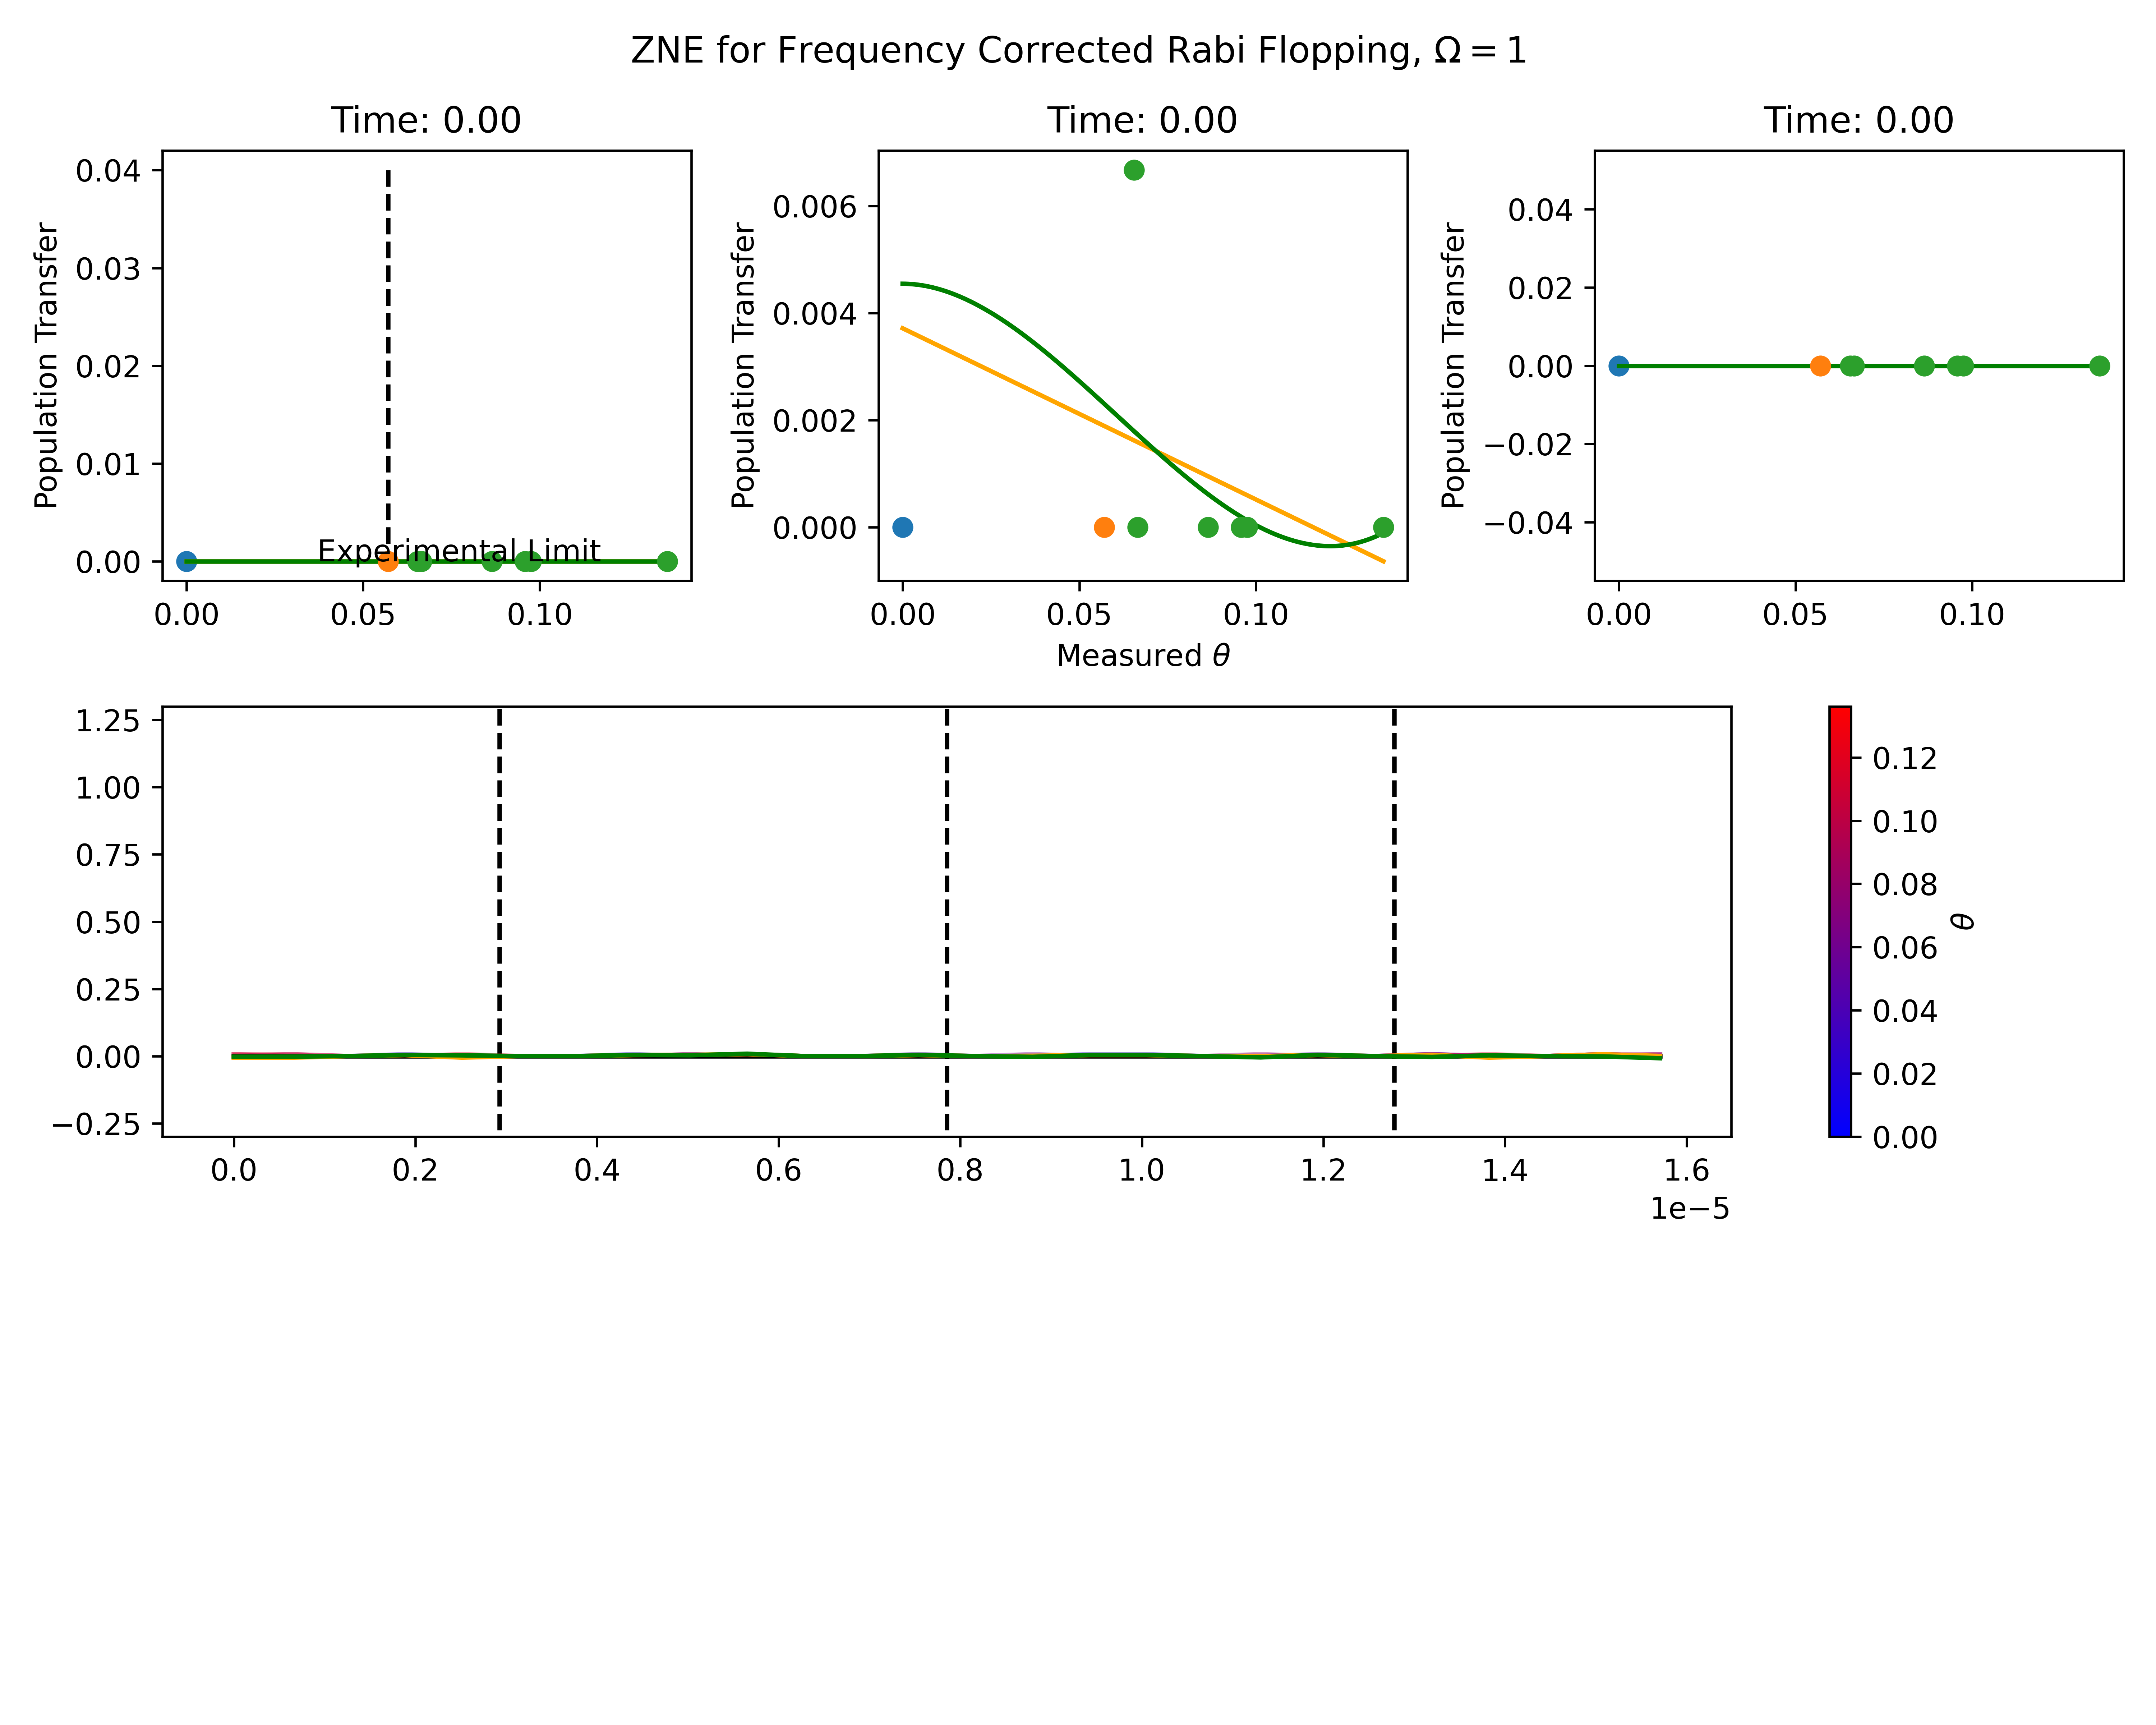 ZNE for Frequency Corrected Rabi Flopping, Ω = 1
Time: 0.00
Time: 0.00
Time: 0.00
Population Transfer
0.04
0.03
0.02
0.01
0.00
Experimental Limit
0.00 0.05 0.10
Population Transfer
0.006
0.004
0.002
0.000
0.00 0.05 0.10
Measured θ
Population Transfer
0.04
0.02
0.00
−0.02
−0.04
0.00 0.05 0.10
1.25
1.00
0.75
0.50
0.25
0.00
−0.25
0.0 0.2 0.4 0.6 0.8 1.0 1.2 1.4 1.6
1e−5
0.12
0.10
0.08
0.06
0.04
0.02
0.00
θ